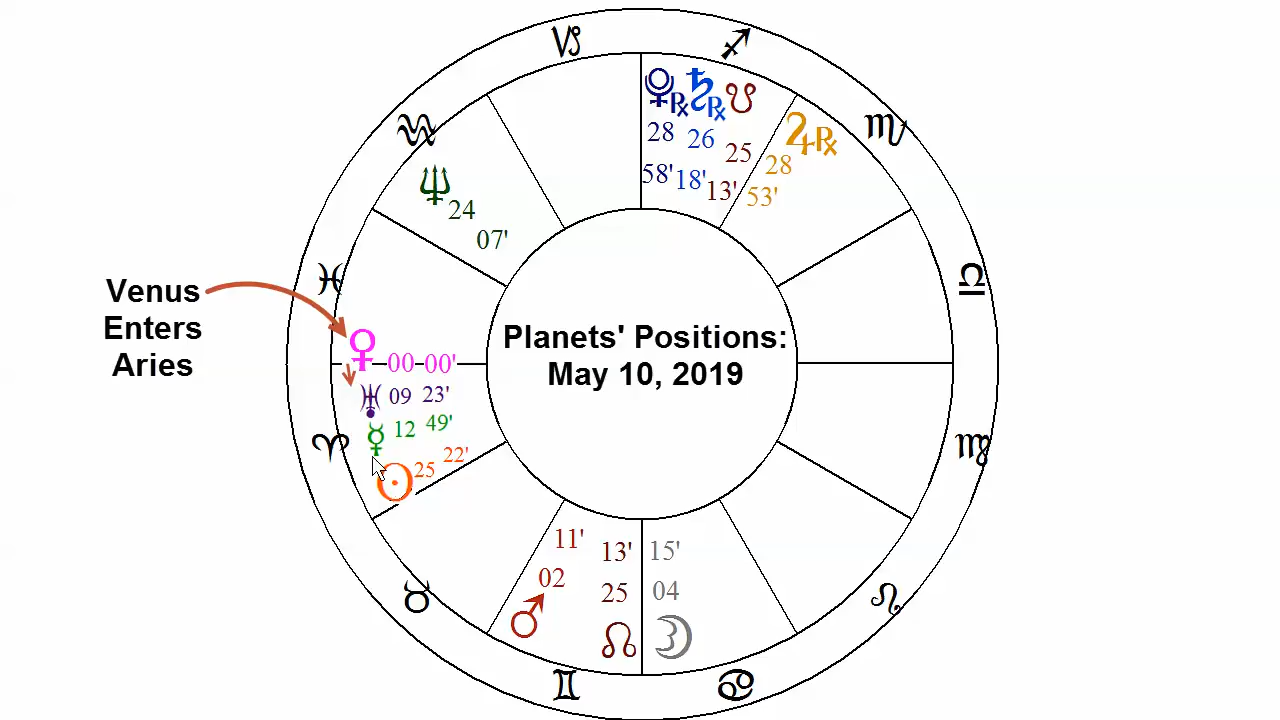 ♑ ♐
♒ ♏
♇℞ ♄℞ ☋ ♃℞
28 26 25 28
58' 18' 13' 53'
♆ 24
07'
♓ ♎
Venus
Enters
Aries
Planets' Positions:
May 10, 2019
♀ 00 00'
♅ 09 23'
☿ 12 49'
☉ 25 22'
♈ ♍
11' 13' 15'
02 25 04
♂ ☊ ☽
♉ ♌
♊ ♋